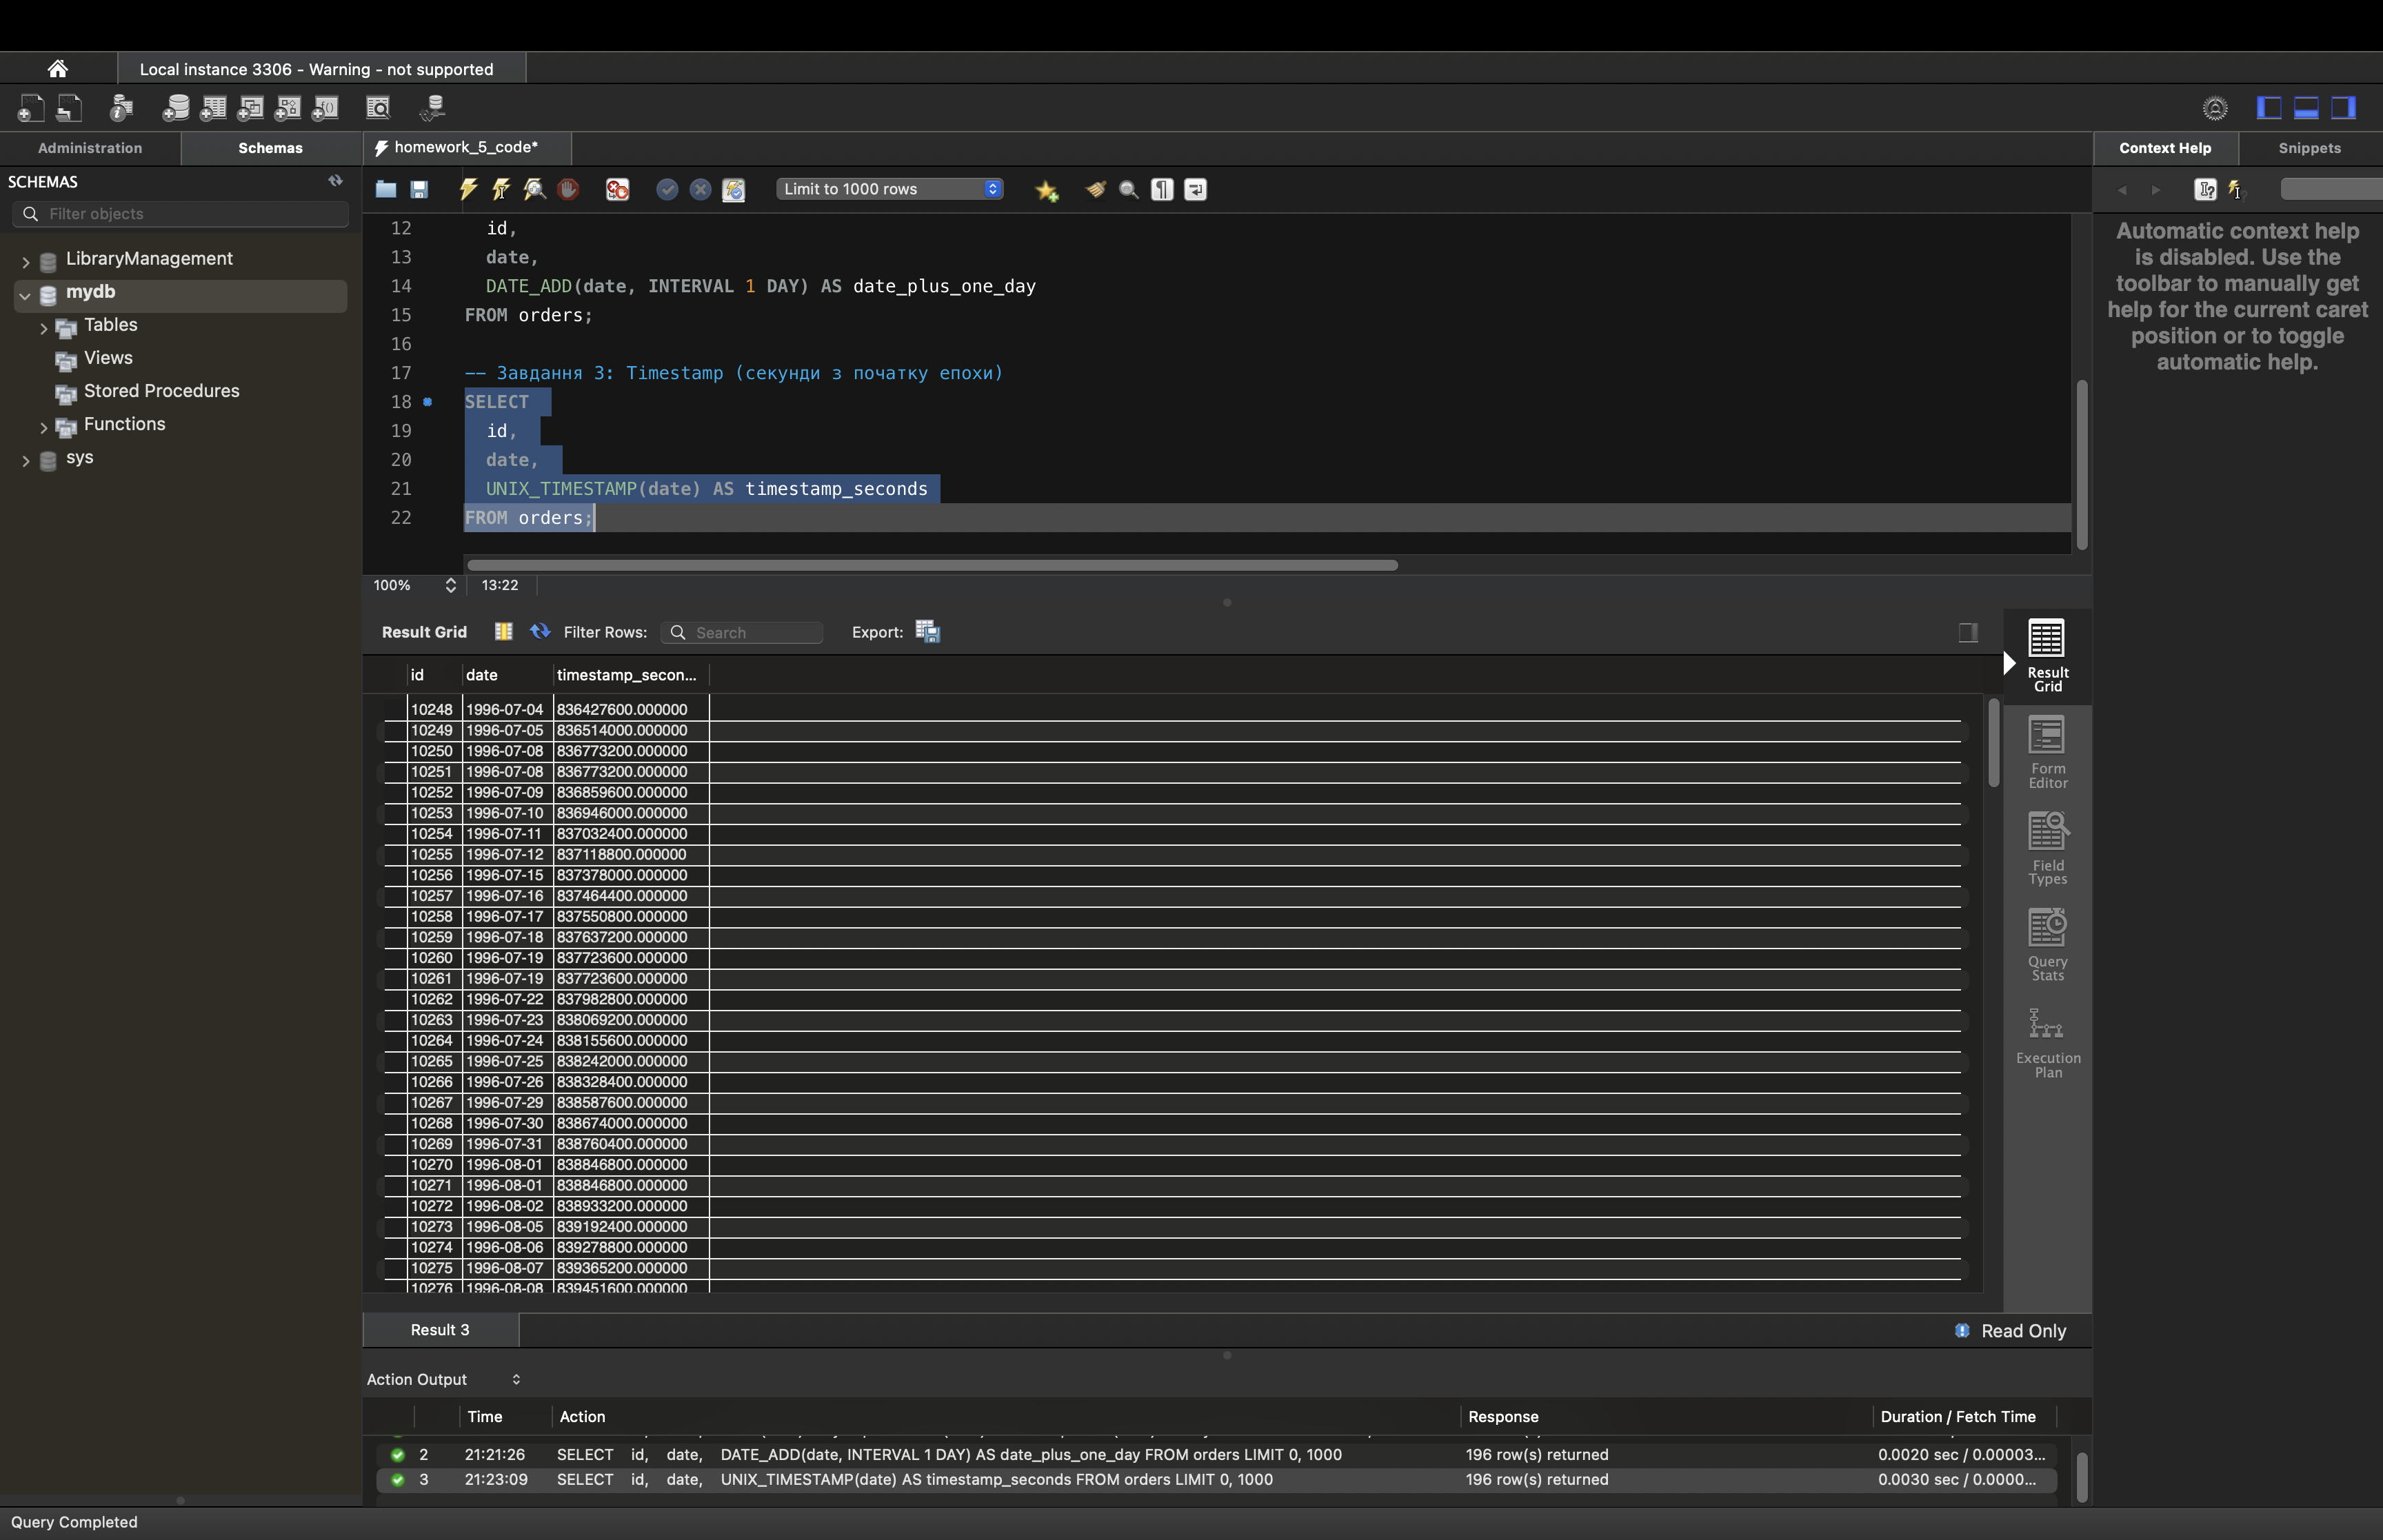 Local instance 3306 - Warning - not supported
Administration
Schemas
homework_5_code*
Context Help
Snippets
SCHEMAS
Filter objects
LibraryManagement
mydb
Tables
Views
Stored Procedures
Functions
sys
Limit to 1000 rows
12 id,
13 date,
14 DATE_ADD(date, INTERVAL 1 DAY) AS date_plus_one_day
15 FROM orders;
16
17 -- Завдання 3: Timestamp (секунди з початку епохи)
18 SELECT
19 id,
20 date,
21 UNIX_TIMESTAMP(date) AS timestamp_seconds
22 FROM orders;
Automatic context help
is disabled. Use the
toolbar to manually get
help for the current caret
position or to toggle
automatic help.
100% 13:22
Result Grid Filter Rows: Search Export:
id date timestamp_secon...
10248 1996-07-04 836427600.000000
10249 1996-07-05 836514000.000000
10250 1996-07-08 836773200.000000
10251 1996-07-08 836773200.000000
10252 1996-07-09 836859600.000000
10253 1996-07-10 836946000.000000
10254 1996-07-11 837032400.000000
10255 1996-07-12 837118800.000000
10256 1996-07-15 837378000.000000
10257 1996-07-16 837464400.000000
10258 1996-07-17 837550800.000000
10259 1996-07-18 837637200.000000
10260 1996-07-19 837723600.000000
10261 1996-07-19 837723600.000000
10262 1996-07-22 837982800.000000
10263 1996-07-23 838069200.000000
10264 1996-07-24 838155600.000000
10265 1996-07-25 838242000.000000
10266 1996-07-26 838328400.000000
10267 1996-07-29 838587600.000000
10268 1996-07-30 838674000.000000
10269 1996-07-31 838760400.000000
10270 1996-08-01 838846800.000000
10271 1996-08-01 838846800.000000
10272 1996-08-02 838933200.000000
10273 1996-08-05 839192400.000000
10274 1996-08-06 839278800.000000
10275 1996-08-07 839365200.000000
10276 1996-08-08 839451600.000000
Result
Grid
Form
Editor
Field
Types
Query
Stats
Execution
Plan
Result 3
Read Only
Action Output
Time Action Response Duration / Fetch Time
2 21:21:26 SELECT id, date, DATE_ADD(date, INTERVAL 1 DAY) AS date_plus_one_day FROM orders LIMIT 0, 1000 196 row(s) returned 0.0020 sec / 0.00003...
3 21:23:09 SELECT id, date, UNIX_TIMESTAMP(date) AS timestamp_seconds FROM orders LIMIT 0, 1000 196 row(s) returned 0.0030 sec / 0.0000...
Query Completed